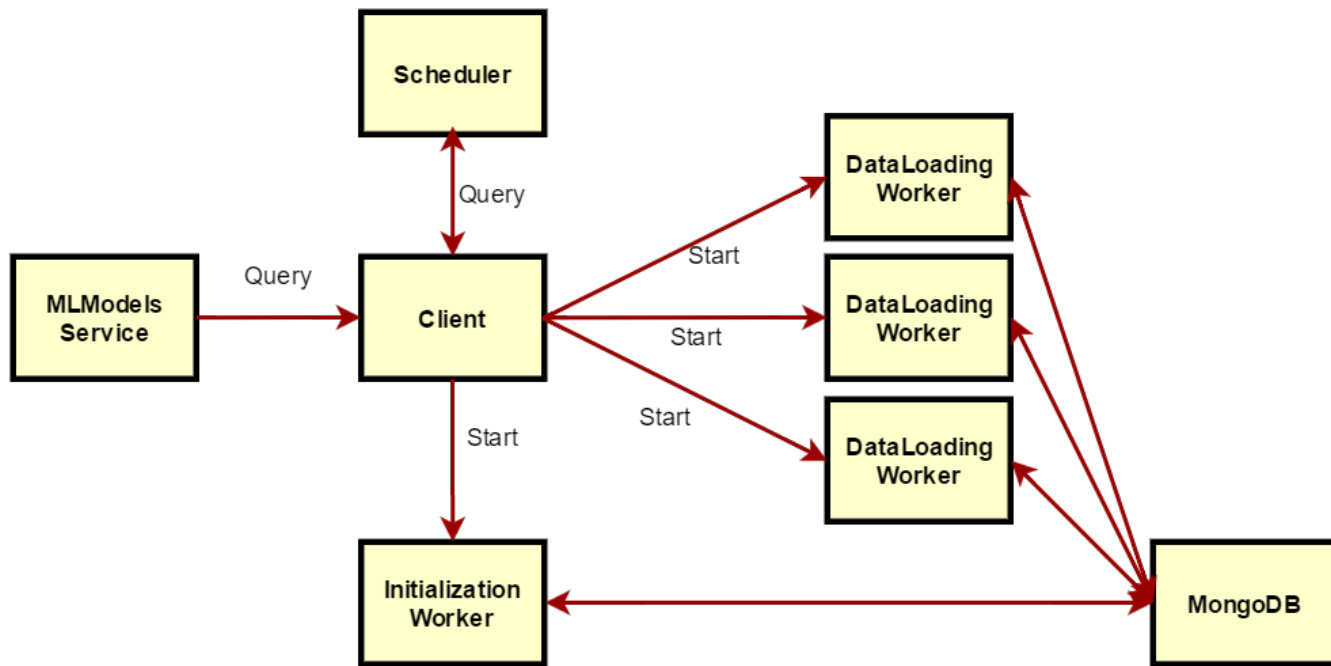 Scheduler
Query
DataLoading
Worker
Start
Query
MLModels
Service
Client
DataLoading
Worker
Start
DataLoading
Worker
Start
Start
Initialization
Worker
MongoDB